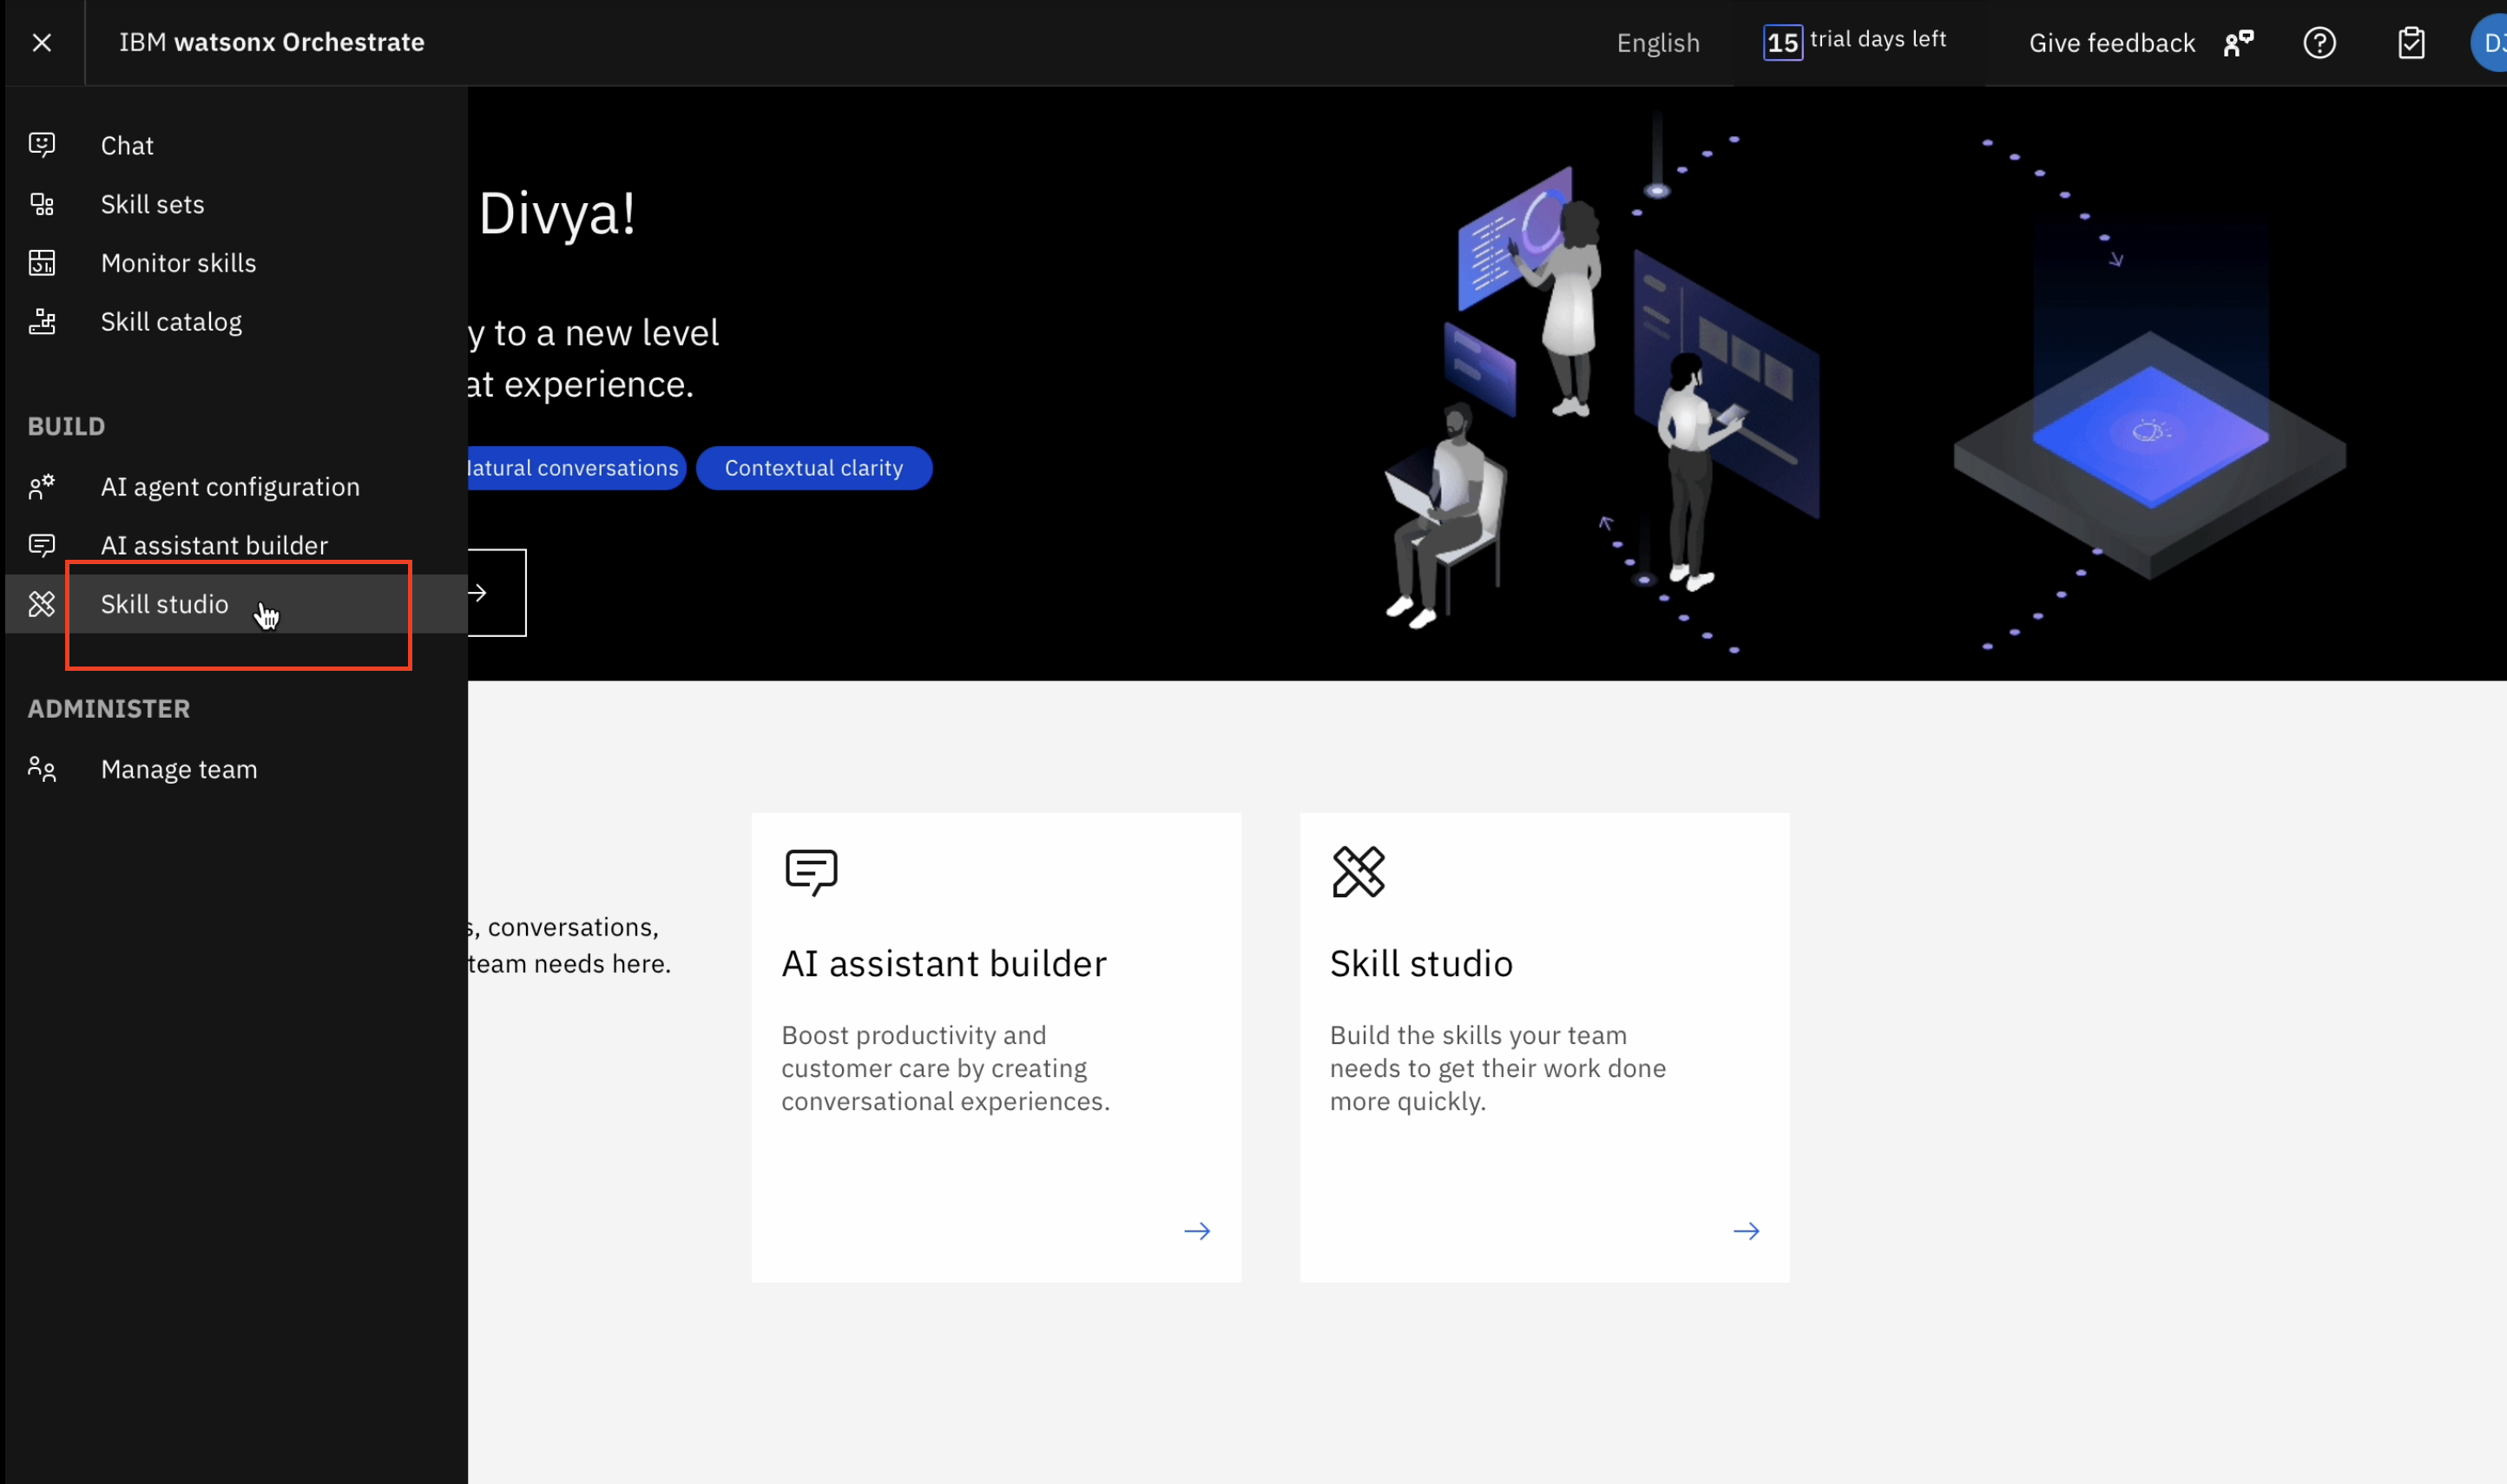 IBM watsonx Orchestrate
English
15 trial days left
Give feedback
DJ
Chat
Skill sets
Monitor skills
Skill catalog
BUILD
AI agent configuration
AI assistant builder
Skill studio
ADMINISTER
Manage team
Divya!
y to a new level
at experience.
Natural conversations
Contextual clarity
s, conversations,
team needs here.
AI assistant builder
Boost productivity and
customer care by creating
conversational experiences.
Skill studio
Build the skills your team
needs to get their work done
more quickly.